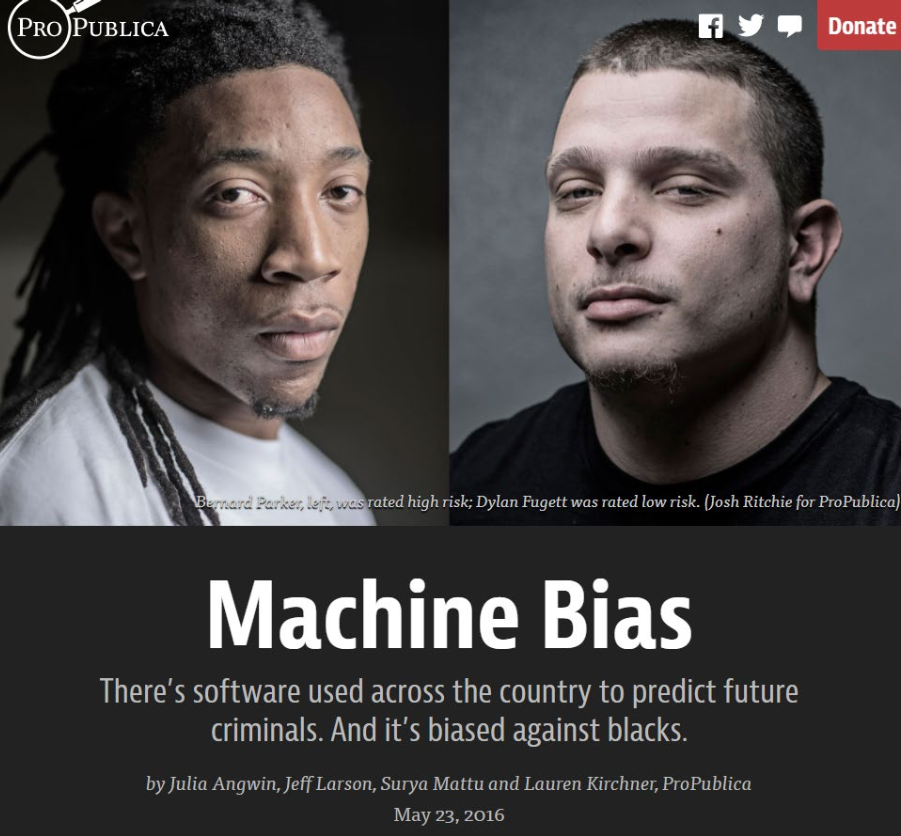 PROPUBLICA
Donate
Bernard Parker, left, was rated high risk; Dylan Fugett was rated low risk. (Josh Ritchie for ProPublica)
Machine Bias
There’s software used across the country to predict future
criminals. And it’s biased against blacks.
by Julia Angwin, Jeff Larson, Surya Mattu and Lauren Kirchner, ProPublica
May 23, 2016